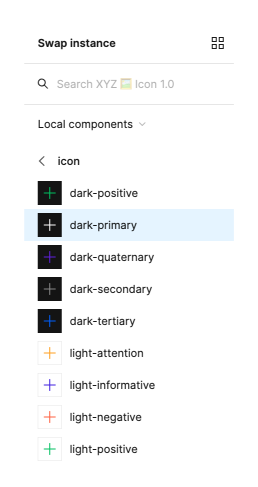 Swap instance
Search XYZ 🖼️ Icon 1.0
Local components
icon
dark-positive
dark-primary
dark-quaternary
dark-secondary
dark-tertiary
light-attention
light-informative
light-negative
light-positive